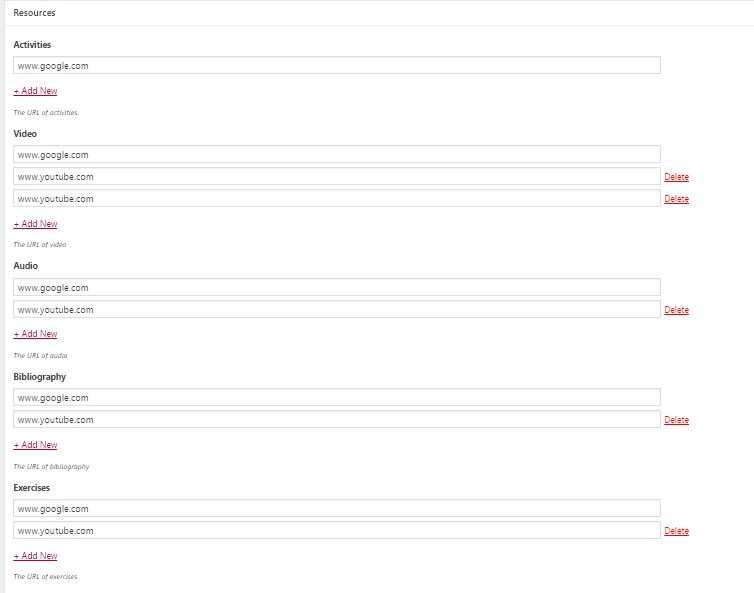 Resources
Activities
www.google.com
+ Add New
The URL of activities.
Video
www.google.com
www.youtube.com Delete
www.youtube.com Delete
+ Add New
The URL of video
Audio
www.google.com
www.youtube.com Delete
+ Add New
The URL of audio
Bibliography
www.google.com
www.youtube.com Delete
+ Add New
The URL of bibliography
Exercises
www.google.com
www.youtube.com Delete
+ Add New
The URL of exercises